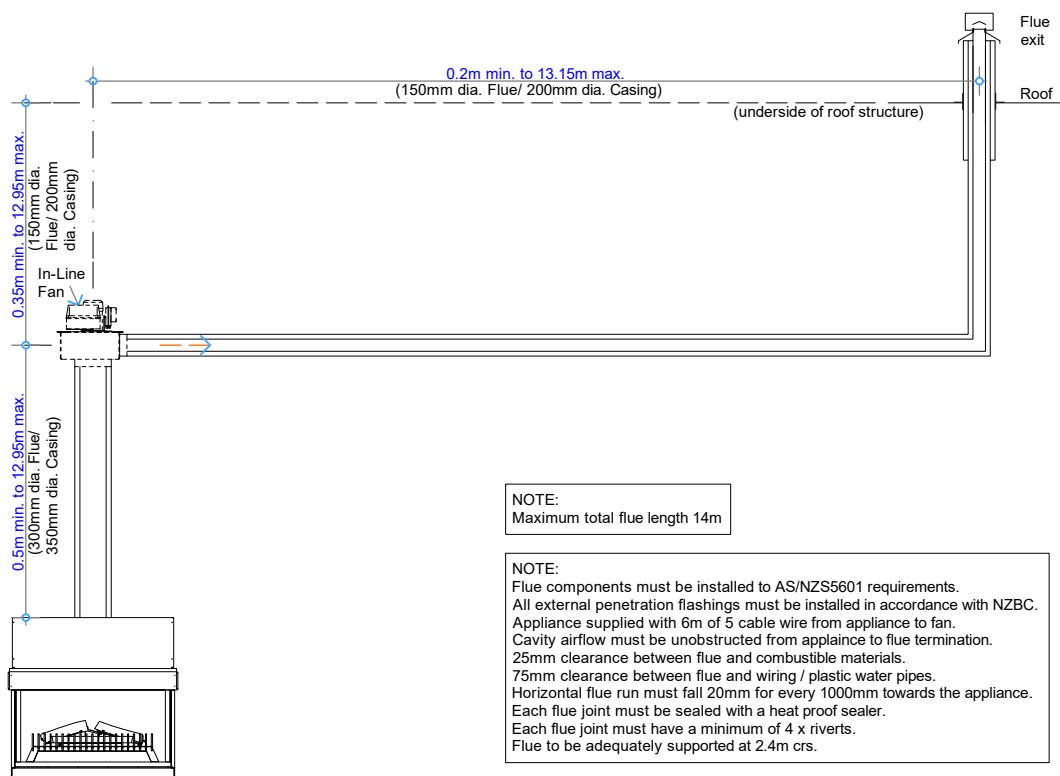 Flue
exit
0.2m min. to 13.15m max.
(150mm dia. Flue/ 200mm dia. Casing)
Roof
(underside of roof structure)
0.35m min. to 12.95m max.
(150mm dia.
Flue/ 200mm
dia. Casing)
In-Line
Fan
0.5m min. to 12.95m max.
(300mm dia. Flue/
350mm dia. Casing)
NOTE:
Maximum total flue length 14m
NOTE:
Flue components must be installed to AS/NZS5601 requirements.
All external penetration flashings must be installed in accordance with NZBC.
Appliance supplied with 6m of 5 cable wire from appliance to fan.
Cavity airflow must be unobstructed from applaince to flue termination.
25mm clearance between flue and combustible materials.
75mm clearance between flue and wiring / plastic water pipes.
Horizontal flue run must fall 20mm for every 1000mm towards the appliance.
Each flue joint must be sealed with a heat proof sealer.
Each flue joint must have a minimum of 4 x riverts.
Flue to be adequately supported at 2.4m crs.